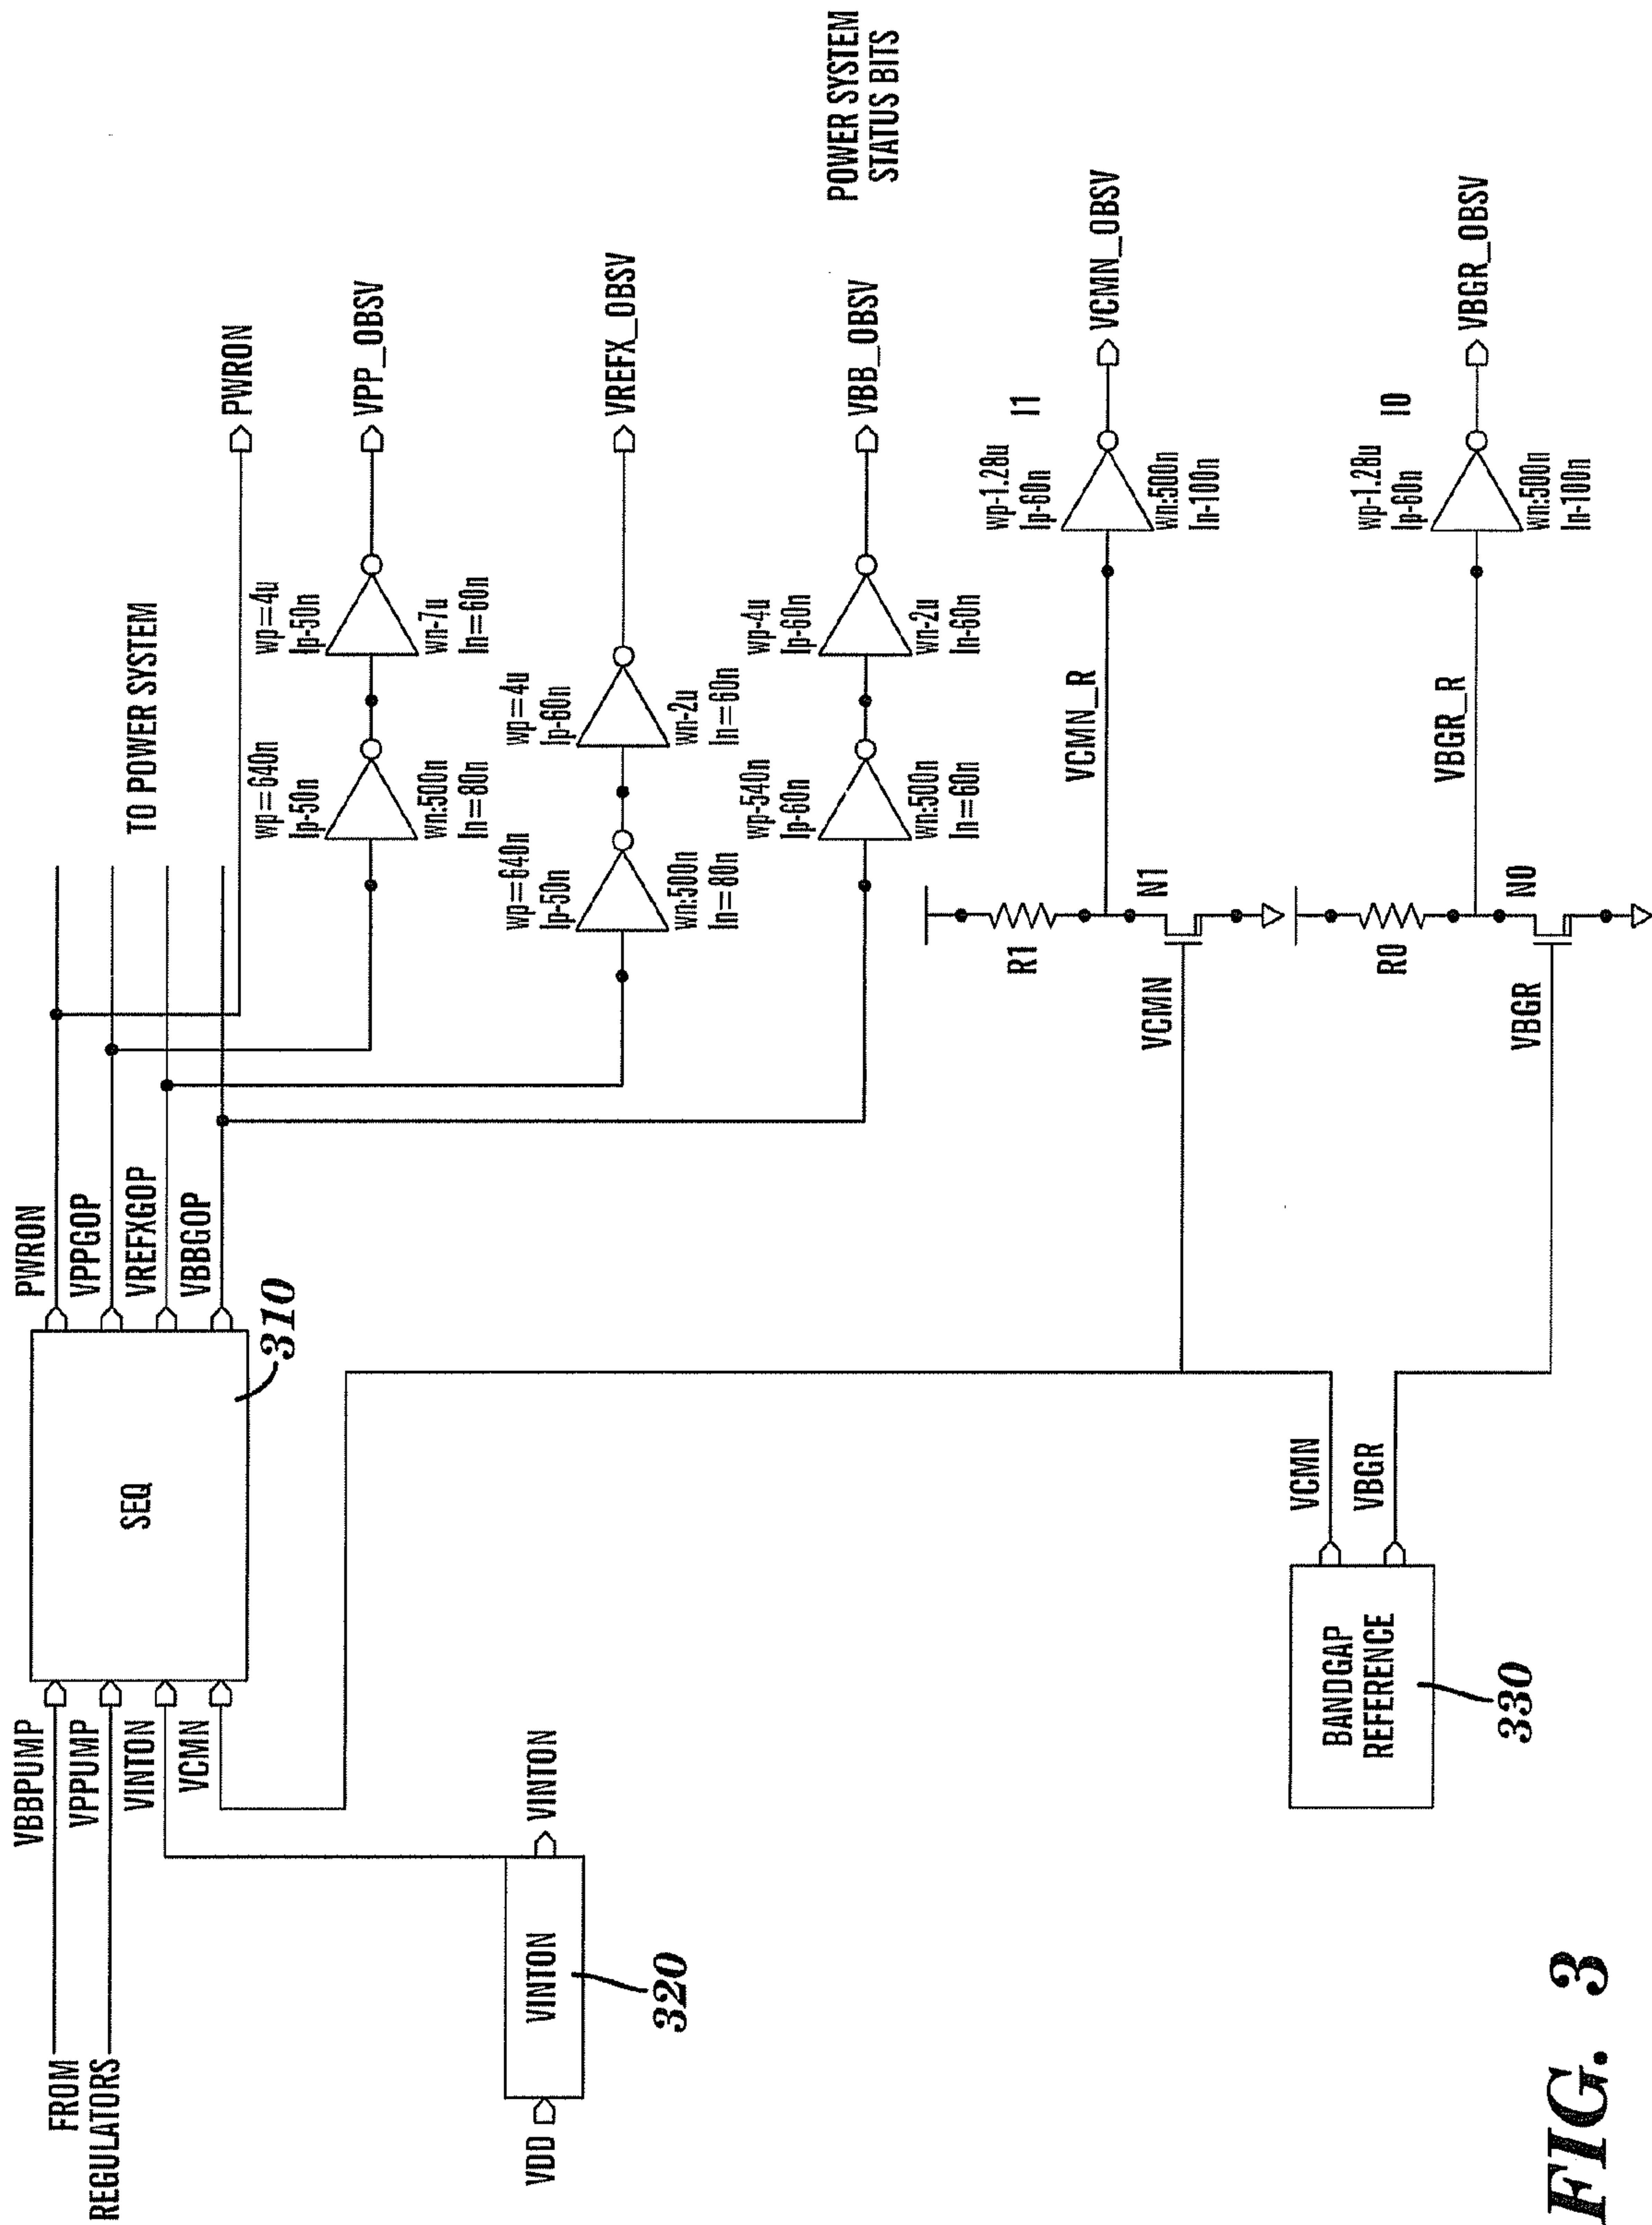 FROM
REGULATORS
VBBPUMP
VPPUMP
VINTON
VCMN
SEQ
310
PWRON
VPPGOP
VREFXGOP
VBBGOP
TO POWER SYSTEM
PWRON
wp=640n
lp-50n
wn:500n
ln=80n
wp=4u
lp-50n
wn-7u
ln=60n
VPP_OBSV
wp=640n
lp-50n
wn:500n
ln=80n
wp=4u
lp-60n
wn-2u
ln=60n
VREFX_OBSV
wp-540n
lp-60n
wn:500n
ln=60n
wp-4u
lp-60n
wn-2u
ln-60n
VBB_OBSV
POWER SYSTEM
STATUS BITS
VDD
VINTON
VINTON
320
R1
VCMN
N1
VCMN_R
wp-1.28u
lp-60n
wn:500n
ln-100n
I1
VCMN_OBSV
BANDGAP
REFERENCE
330
VCMN
VBGR
R0
VBGR
N0
VBGR_R
wp-1.28u
lp-60n
wn:500n
ln-100n
I0
VBGR_OBSV
FIG. 3